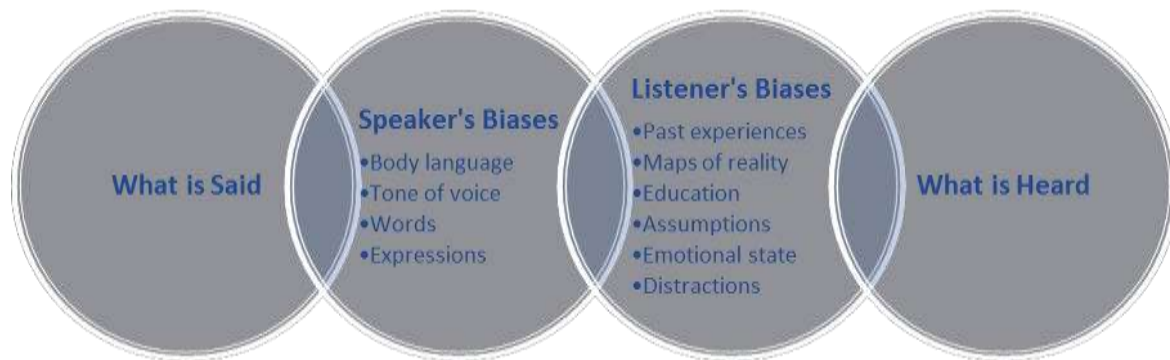 What is Said
Speaker's Biases
•Body language
•Tone of voice
•Words
•Expressions
Listener's Biases
•Past experiences
•Maps of reality
•Education
•Assumptions
•Emotional state
•Distractions
What is Heard